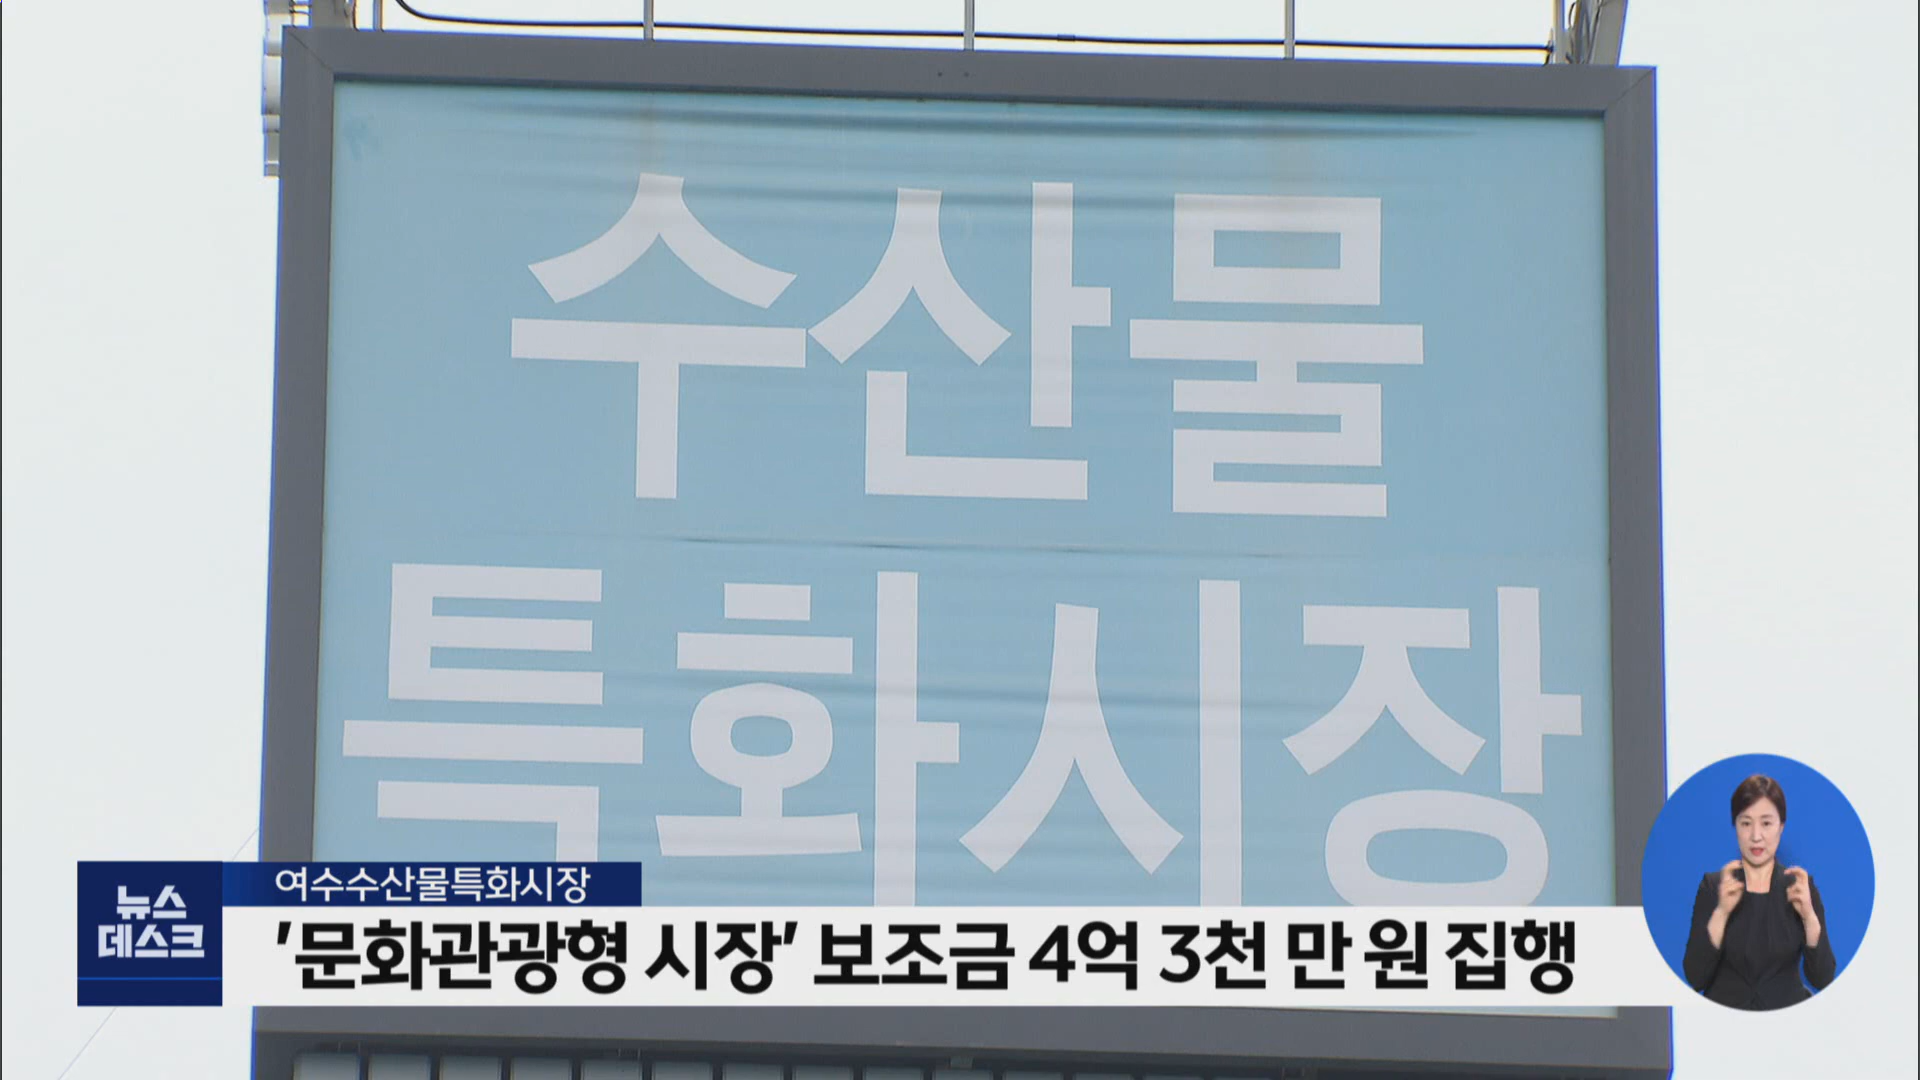 수산물
특화시장
뉴스
데스크
여수수산물특화시장
'문화관광형 시장' 보조금 4억 3천 만 원 집행